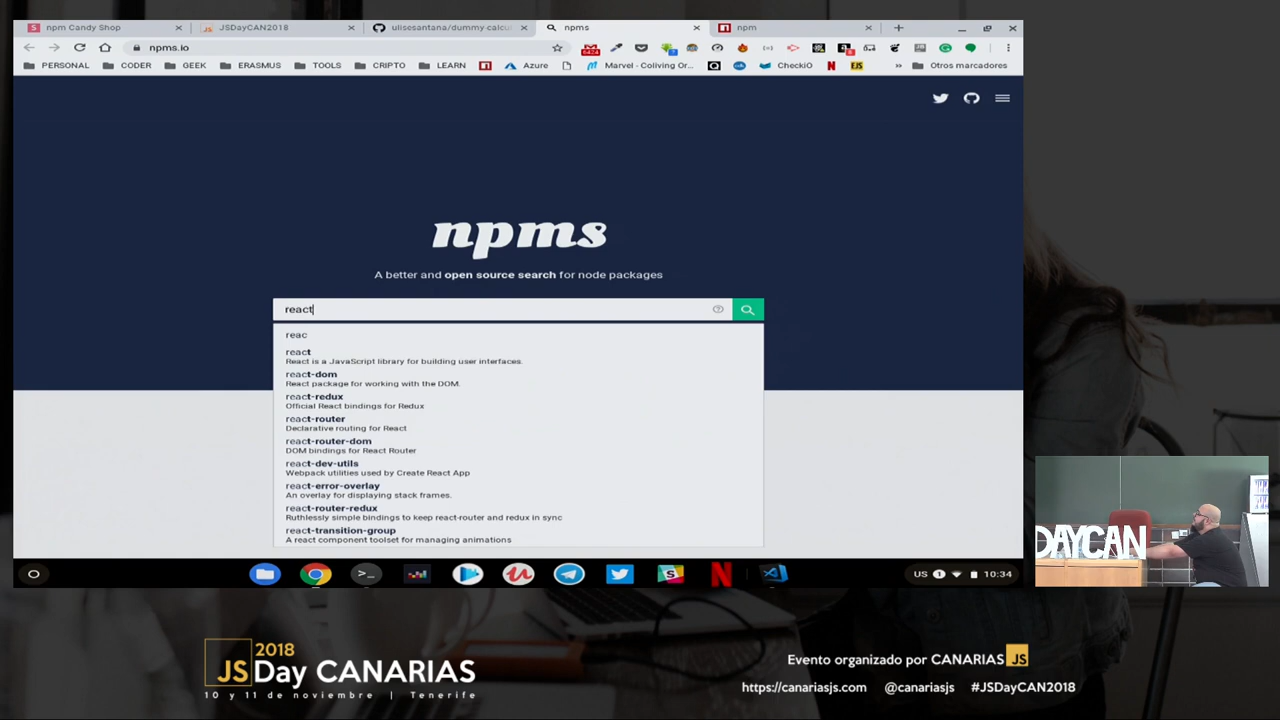 npm Candy Shop
JSDayCAN2018
ulisesantana/dummy-calcu
npms
npm
npms.io
PERSONAL
CODER
GEEK
ERASMUS
TOOLS
CRIPTO
LEARN
Azure
Marvel - Coliving Or...
CheckiO
EJS
Otros marcadores
npms
A better and open source search for node packages
react
reac
react
React is a JavaScript library for building user interfaces.
react-dom
React package for working with the DOM.
react-redux
Official React bindings for Redux
react-router
Declarative routing for React
react-router-dom
DOM bindings for React Router
react-dev-utils
Webpack utilities used by Create React App
react-error-overlay
An overlay for displaying stack frames.
react-router-redux
Ruthlessly simple bindings to keep react-router and redux in sync
react-transition-group
A react component toolset for managing animations
DAYCAN
US 1 10:34
2018
JSDay CANARIAS
10 y 11 de noviembre | Tenerife
Evento organizado por CANARIAS JS
https://canariasjs.com @canariasjs #JSDayCAN2018